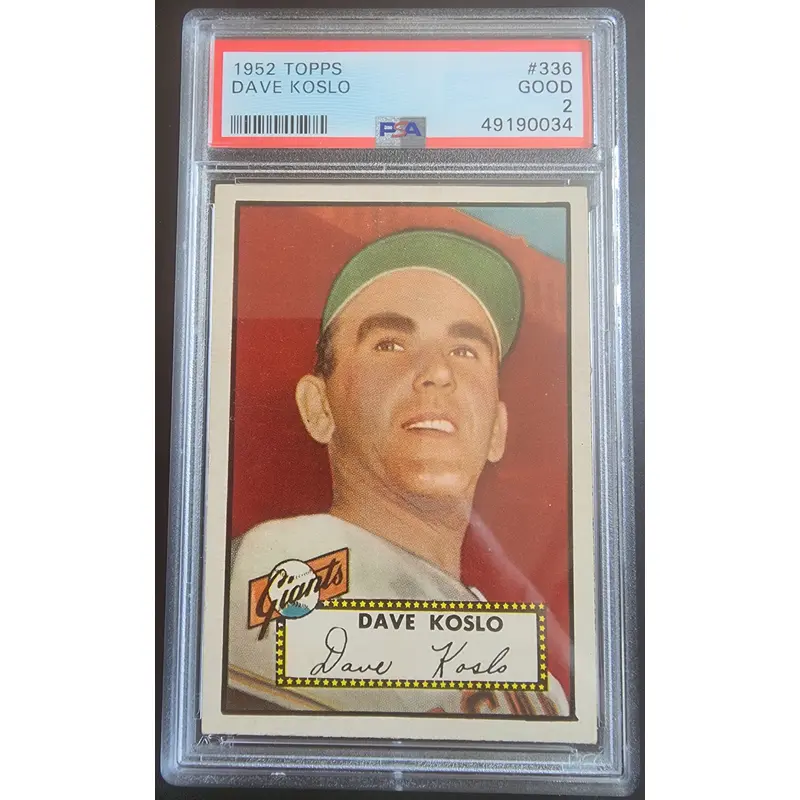 1952 TOPPS #336
DAVE KOSLO GOOD
2
PSA 49190034
Giants
DAVE KOSLO
Dave Koslo